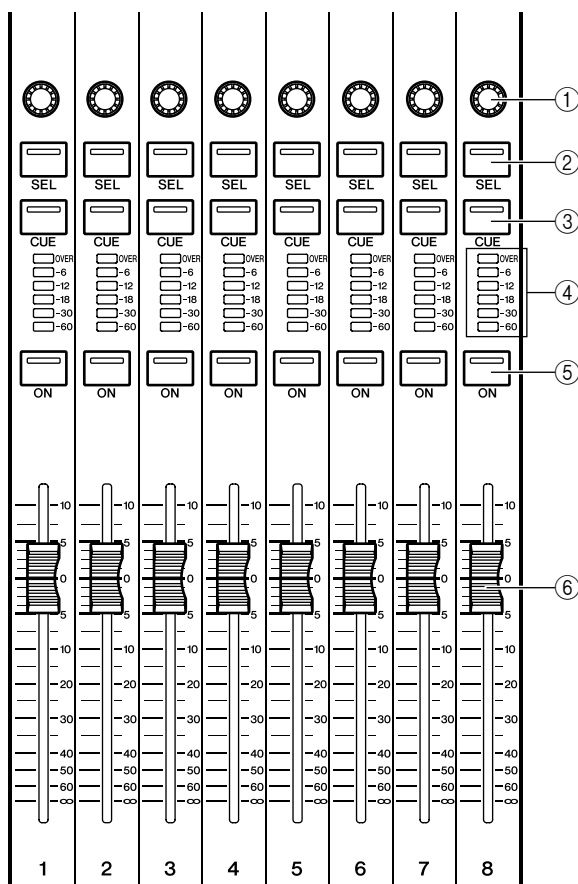 ①
SEL SEL SEL SEL SEL SEL SEL SEL ②
CUE CUE CUE CUE CUE CUE CUE CUE ③
OVER OVER OVER OVER OVER OVER OVER OVER
-6 -6 -6 -6 -6 -6 -6 -6
-12 -12 -12 -12 -12 -12 -12 -12 ④
-18 -18 -18 -18 -18 -18 -18 -18
-30 -30 -30 -30 -30 -30 -30 -30
-60 -60 -60 -60 -60 -60 -60 -60
ON ON ON ON ON ON ON ON ⑤
10 10 10 10 10 10 10 10
5 5 5 5 5 5 5 5
0 0 0 0 0 0 0 0 ⑥
5 5 5 5 5 5 5 5
10 10 10 10 10 10 10 10
20 20 20 20 20 20 20 20
30 30 30 30 30 30 30 30
40 40 40 40 40 40 40 40
50 50 50 50 50 50 50 50
60 60 60 60 60 60 60 60
∞ ∞ ∞ ∞ ∞ ∞ ∞ ∞
1 2 3 4 5 6 7 8